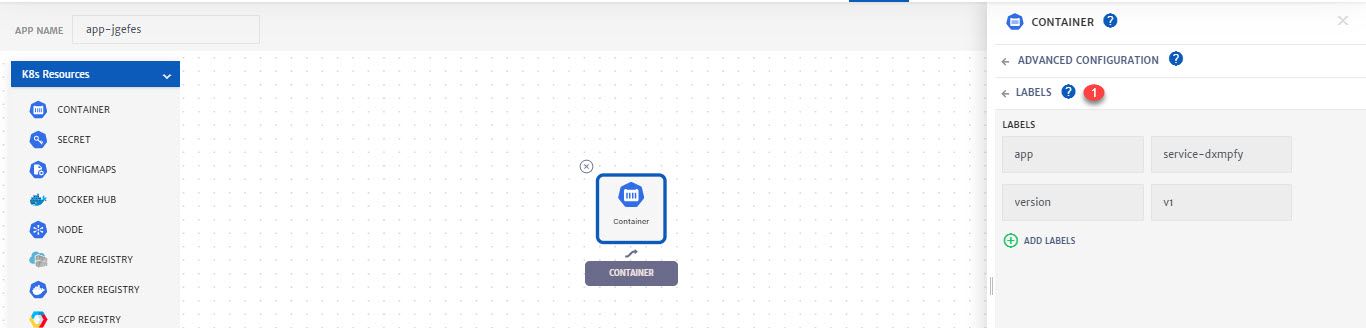 APP NAME
app-jgefes
K8s Resources
CONTAINER
SECRET
CONFIGMAPS
DOCKER HUB
NODE
AZURE REGISTRY
DOCKER REGISTRY
GCP REGISTRY
Container
CONTAINER
CONTAINER ?
ADVANCED CONFIGURATION ?
LABELS ? 1
LABELS
app service-dxmpfy
version v1
ADD LABELS